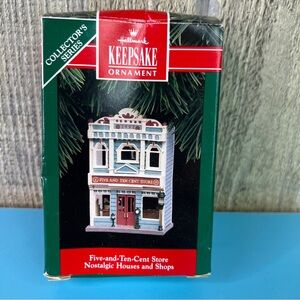 Hallmark
KEEPSAKE
ORNAMENT
COLLECTOR'S
SERIES
FIVE AND TEN CENT STORE
Five-and-Ten-Cent Store
Nostalgic Houses and Shops